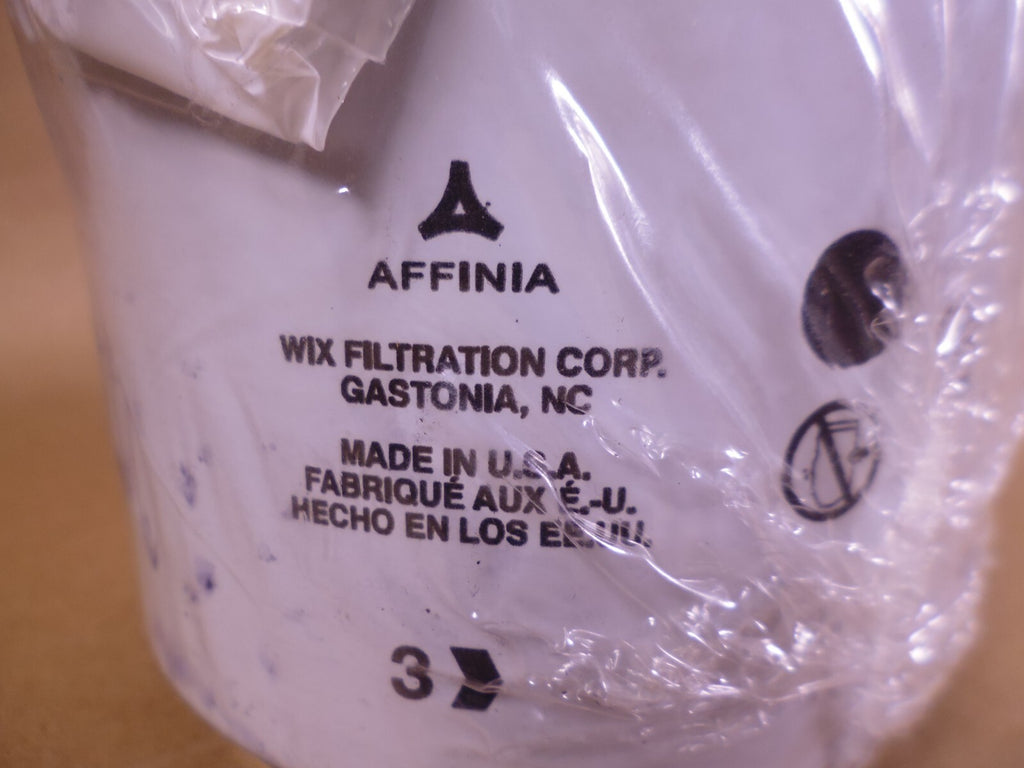 AFFINIA
WIX FILTRATION CORP.
GASTONIA, NC
MADE IN U.S.A.
FABRIQUÉ AUX É.-U.
HECHO EN LOS EE.UU.
3